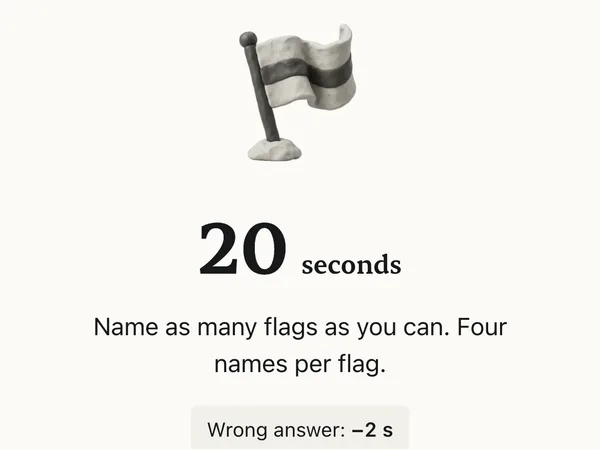 20 seconds
Name as many flags as you can. Four
names per flag.
Wrong answer: −2 s